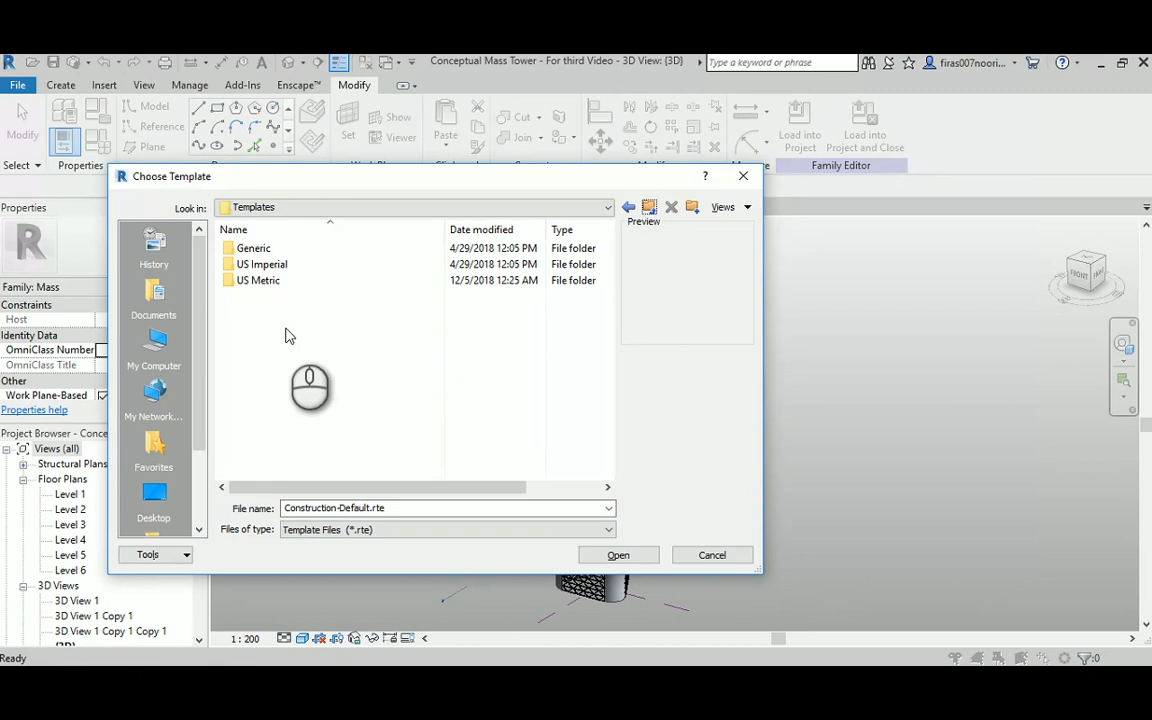 Conceptual Mass Tower - For third Video - 3D View: {3D}
Type a keyword or phrase
firas007noori...
File
Create
Insert
View
Manage
Add-Ins
Enscape™
Modify
Modify
Model
Reference
Plane
Set
Show
Viewer
Paste
Cut
Join
Load into
Project
Load into
Project and Close
Select
Properties
Family Editor
Choose Template
Properties
Look in:
Templates
Views
Name
Date modified
Type
Preview
Generic
4/29/2018 12:05 PM
File folder
US Imperial
4/29/2018 12:05 PM
File folder
US Metric
12/5/2018 12:25 AM
File folder
History
Documents
My Computer
My Network...
Favorites
Desktop
FRONT
Family: Mass
Constraints
Host
Identity Data
OmniClass Number
OmniClass Title
Other
Work Plane-Based
Properties help
Project Browser - Conce
Views (all)
Structural Plans
Floor Plans
Level 1
Level 2
Level 3
Level 4
Level 5
Level 6
3D Views
3D View 1
3D View 1 Copy 1
3D View 1 Copy 1 Copy 1
File name:
Construction-Default.rte
Files of type:
Template Files (*.rte)
Tools
Open
Cancel
1 : 200
Ready
:0